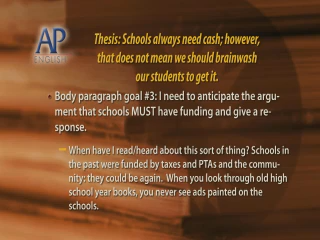 AP
ENGLISH
Thesis: Schools always need cash; however,
that does not mean we should brainwash
our students to get it.
• Body paragraph goal #3: I need to anticipate the argu-
ment that schools MUST have funding and give a re-
sponse.
– When have I read/heard about this sort of thing? Schools in
the past were funded by taxes and PTAs and the commu-
nity; they could be again. When you look through old high
school year books, you never see ads painted on the
schools.